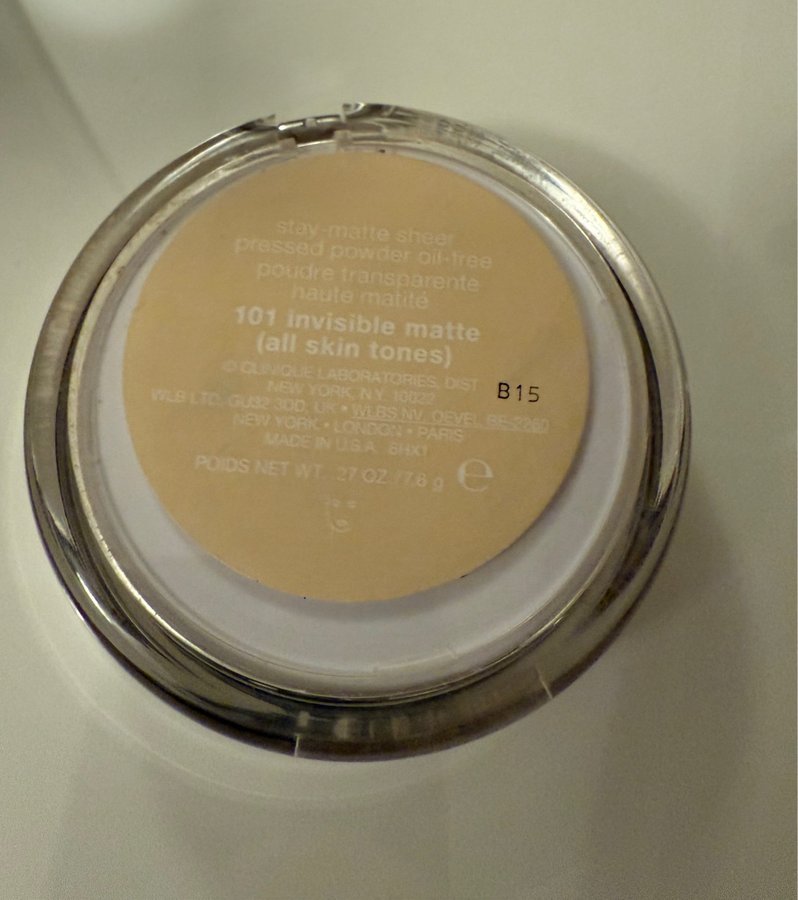 stay-matte sheer
pressed powder oil-free
poudre transparente
haute matité
101 invisible matte
(all skin tones)
© CLINIQUE LABORATORIES, DIST
NEW YORK, N.Y. 10022
B15
WLB LTD, GU32 3DD, UK • WLBS NV, OEVEL BE-2260
NEW YORK • LONDON • PARIS
MADE IN U.S.A.
POIDS NET WT. .27 OZ /7.6 g e